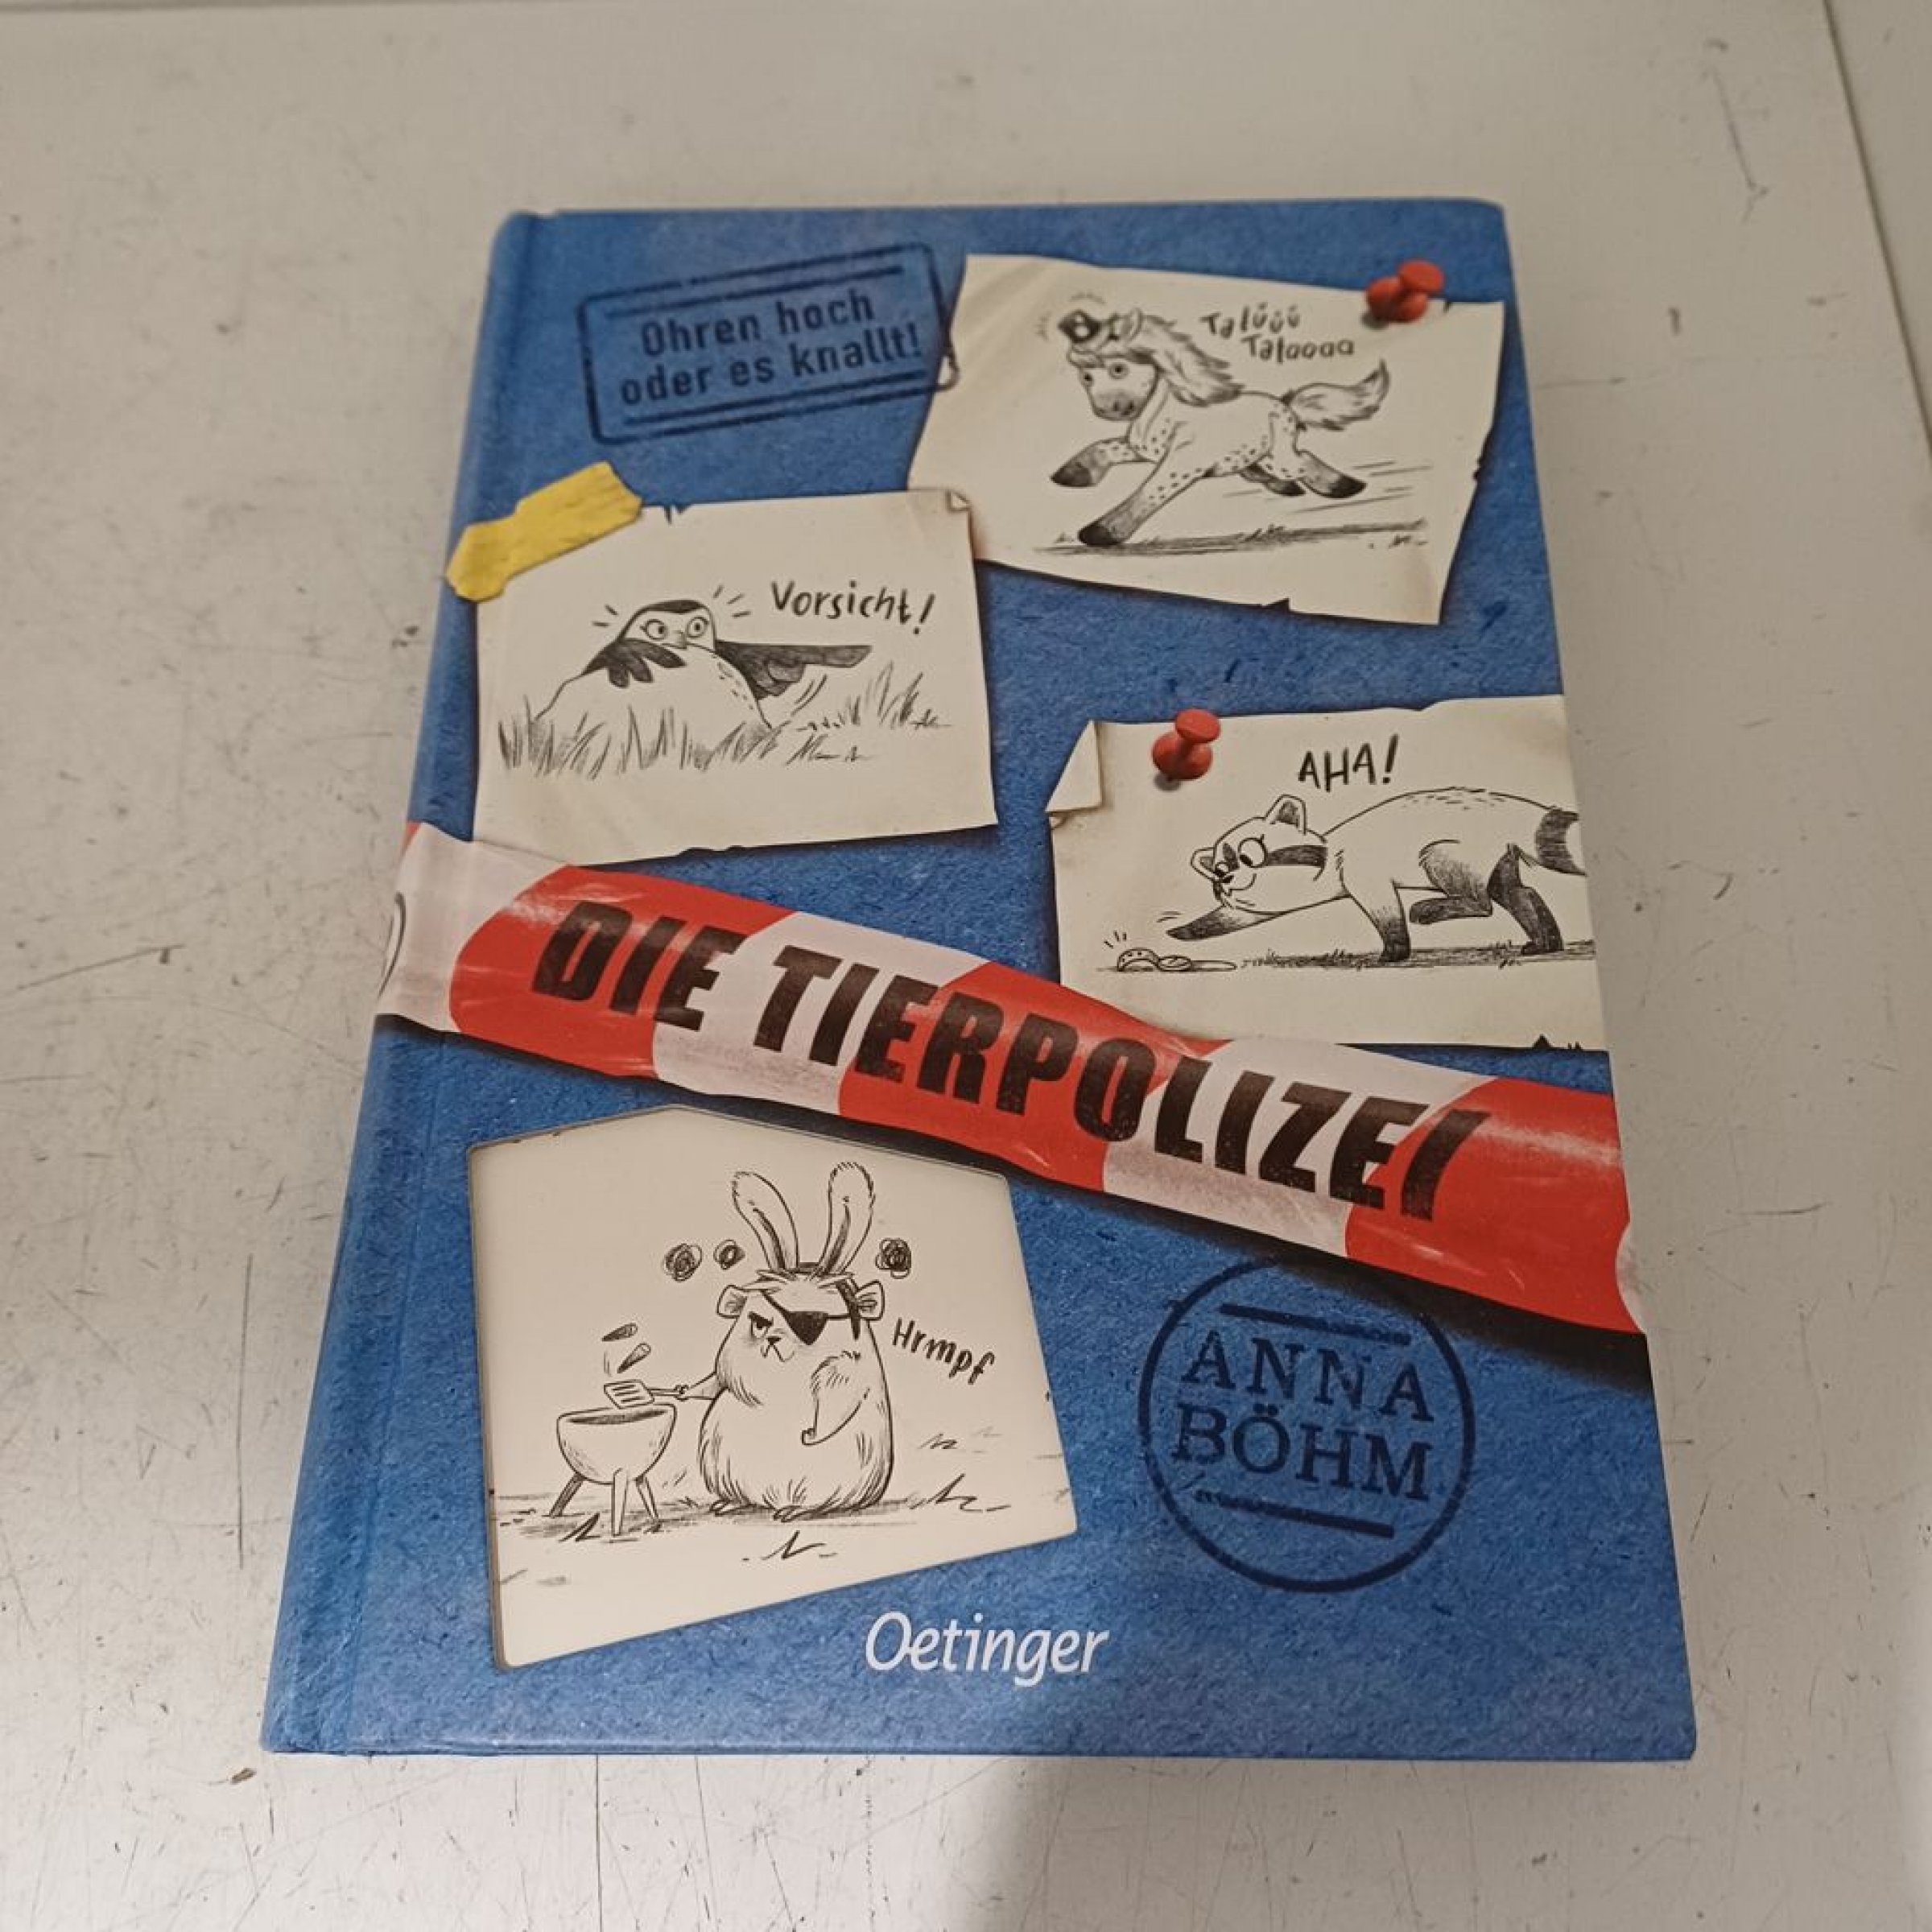 Ohren hoch
oder es knallt!
Talüüü
Talaaaa
Vorsicht!
AHA!
DIE TIERPOLIZEI
Hrmpf
ANNA
BÖHM
Oetinger